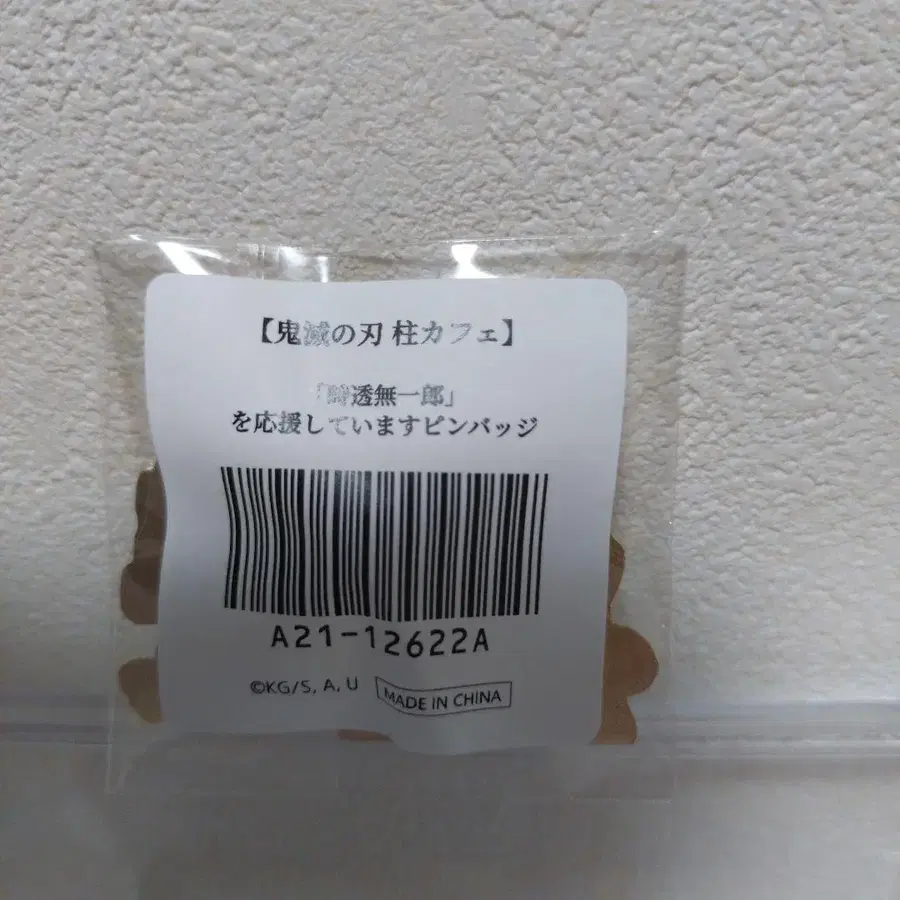 【鬼滅の刃 柱カフェ】
「時透無一郎」
を応援していますピンバッジ
A21-12622A
©KG/S, A, U
MADE IN CHINA